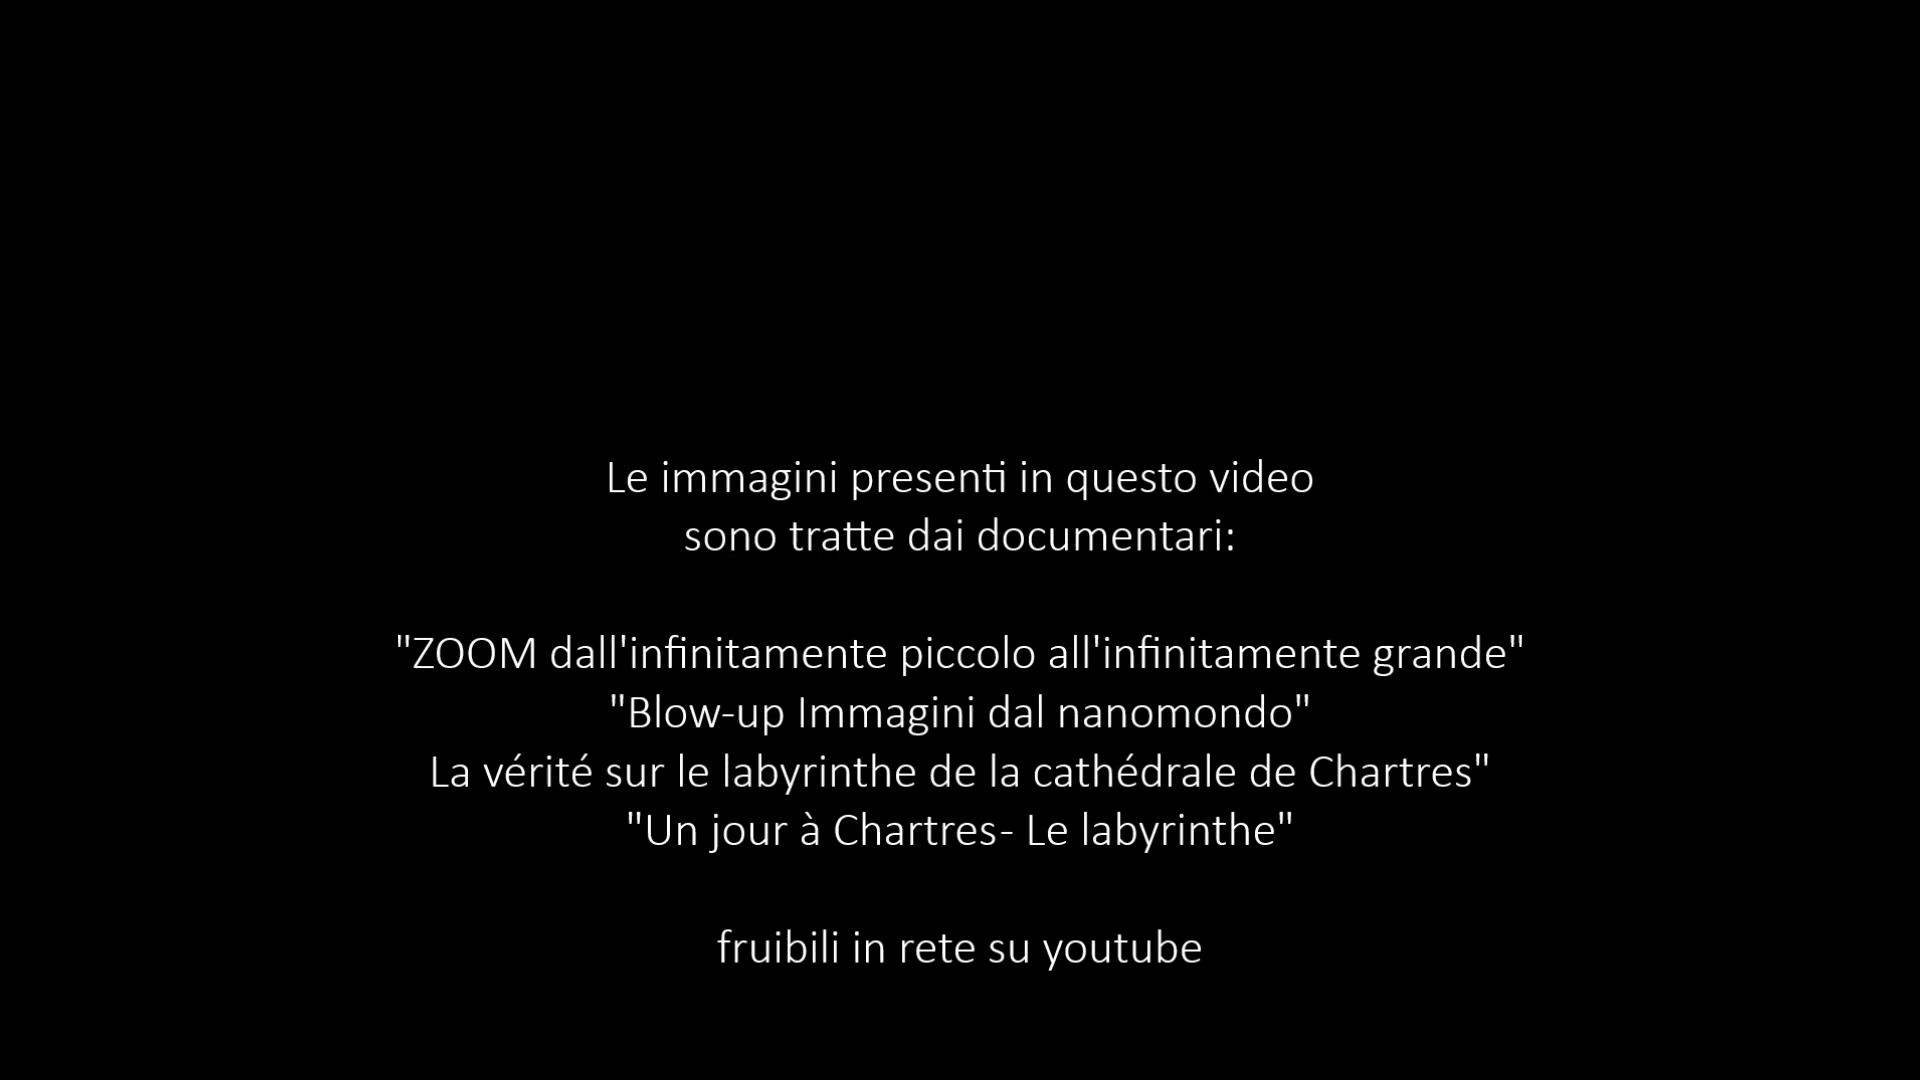 Le immagini presenti in questo video
sono tratte dai documentari:
"ZOOM dall'infinitamente piccolo all'infinitamente grande"
"Blow-up Immagini dal nanomondo"
La vérité sur le labyrinthe de la cathédrale de Chartres"
"Un jour à Chartres- Le labyrinthe"
fruibili in rete su youtube